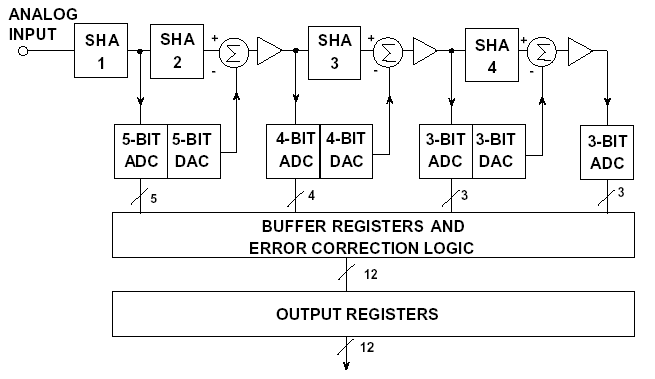 ANALOG
INPUT
SHA
1
SHA
2
+
-
Σ
SHA
3
+
-
Σ
SHA
4
+
-
Σ
5-BIT
ADC
5-BIT
DAC
4-BIT
ADC
4-BIT
DAC
3-BIT
ADC
3-BIT
DAC
3-BIT
ADC
5
4
3
3
BUFFER REGISTERS AND
ERROR CORRECTION LOGIC
12
OUTPUT REGISTERS
12